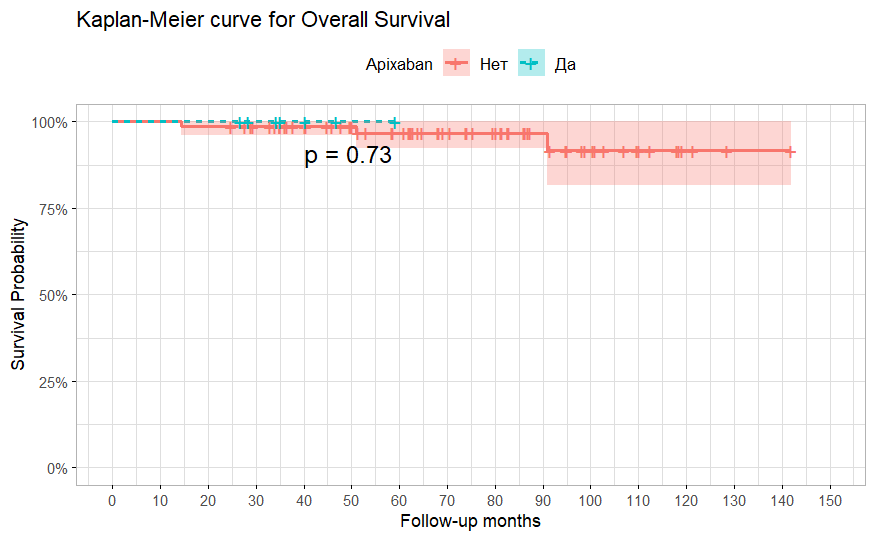 Kaplan-Meier curve for Overall Survival
Apixaban Нет Да
100%
p = 0.73
75%
50%
25%
0%
Survival Probability
0 10 20 30 40 50 60 70 80 90 100 110 120 130 140 150
Follow-up months